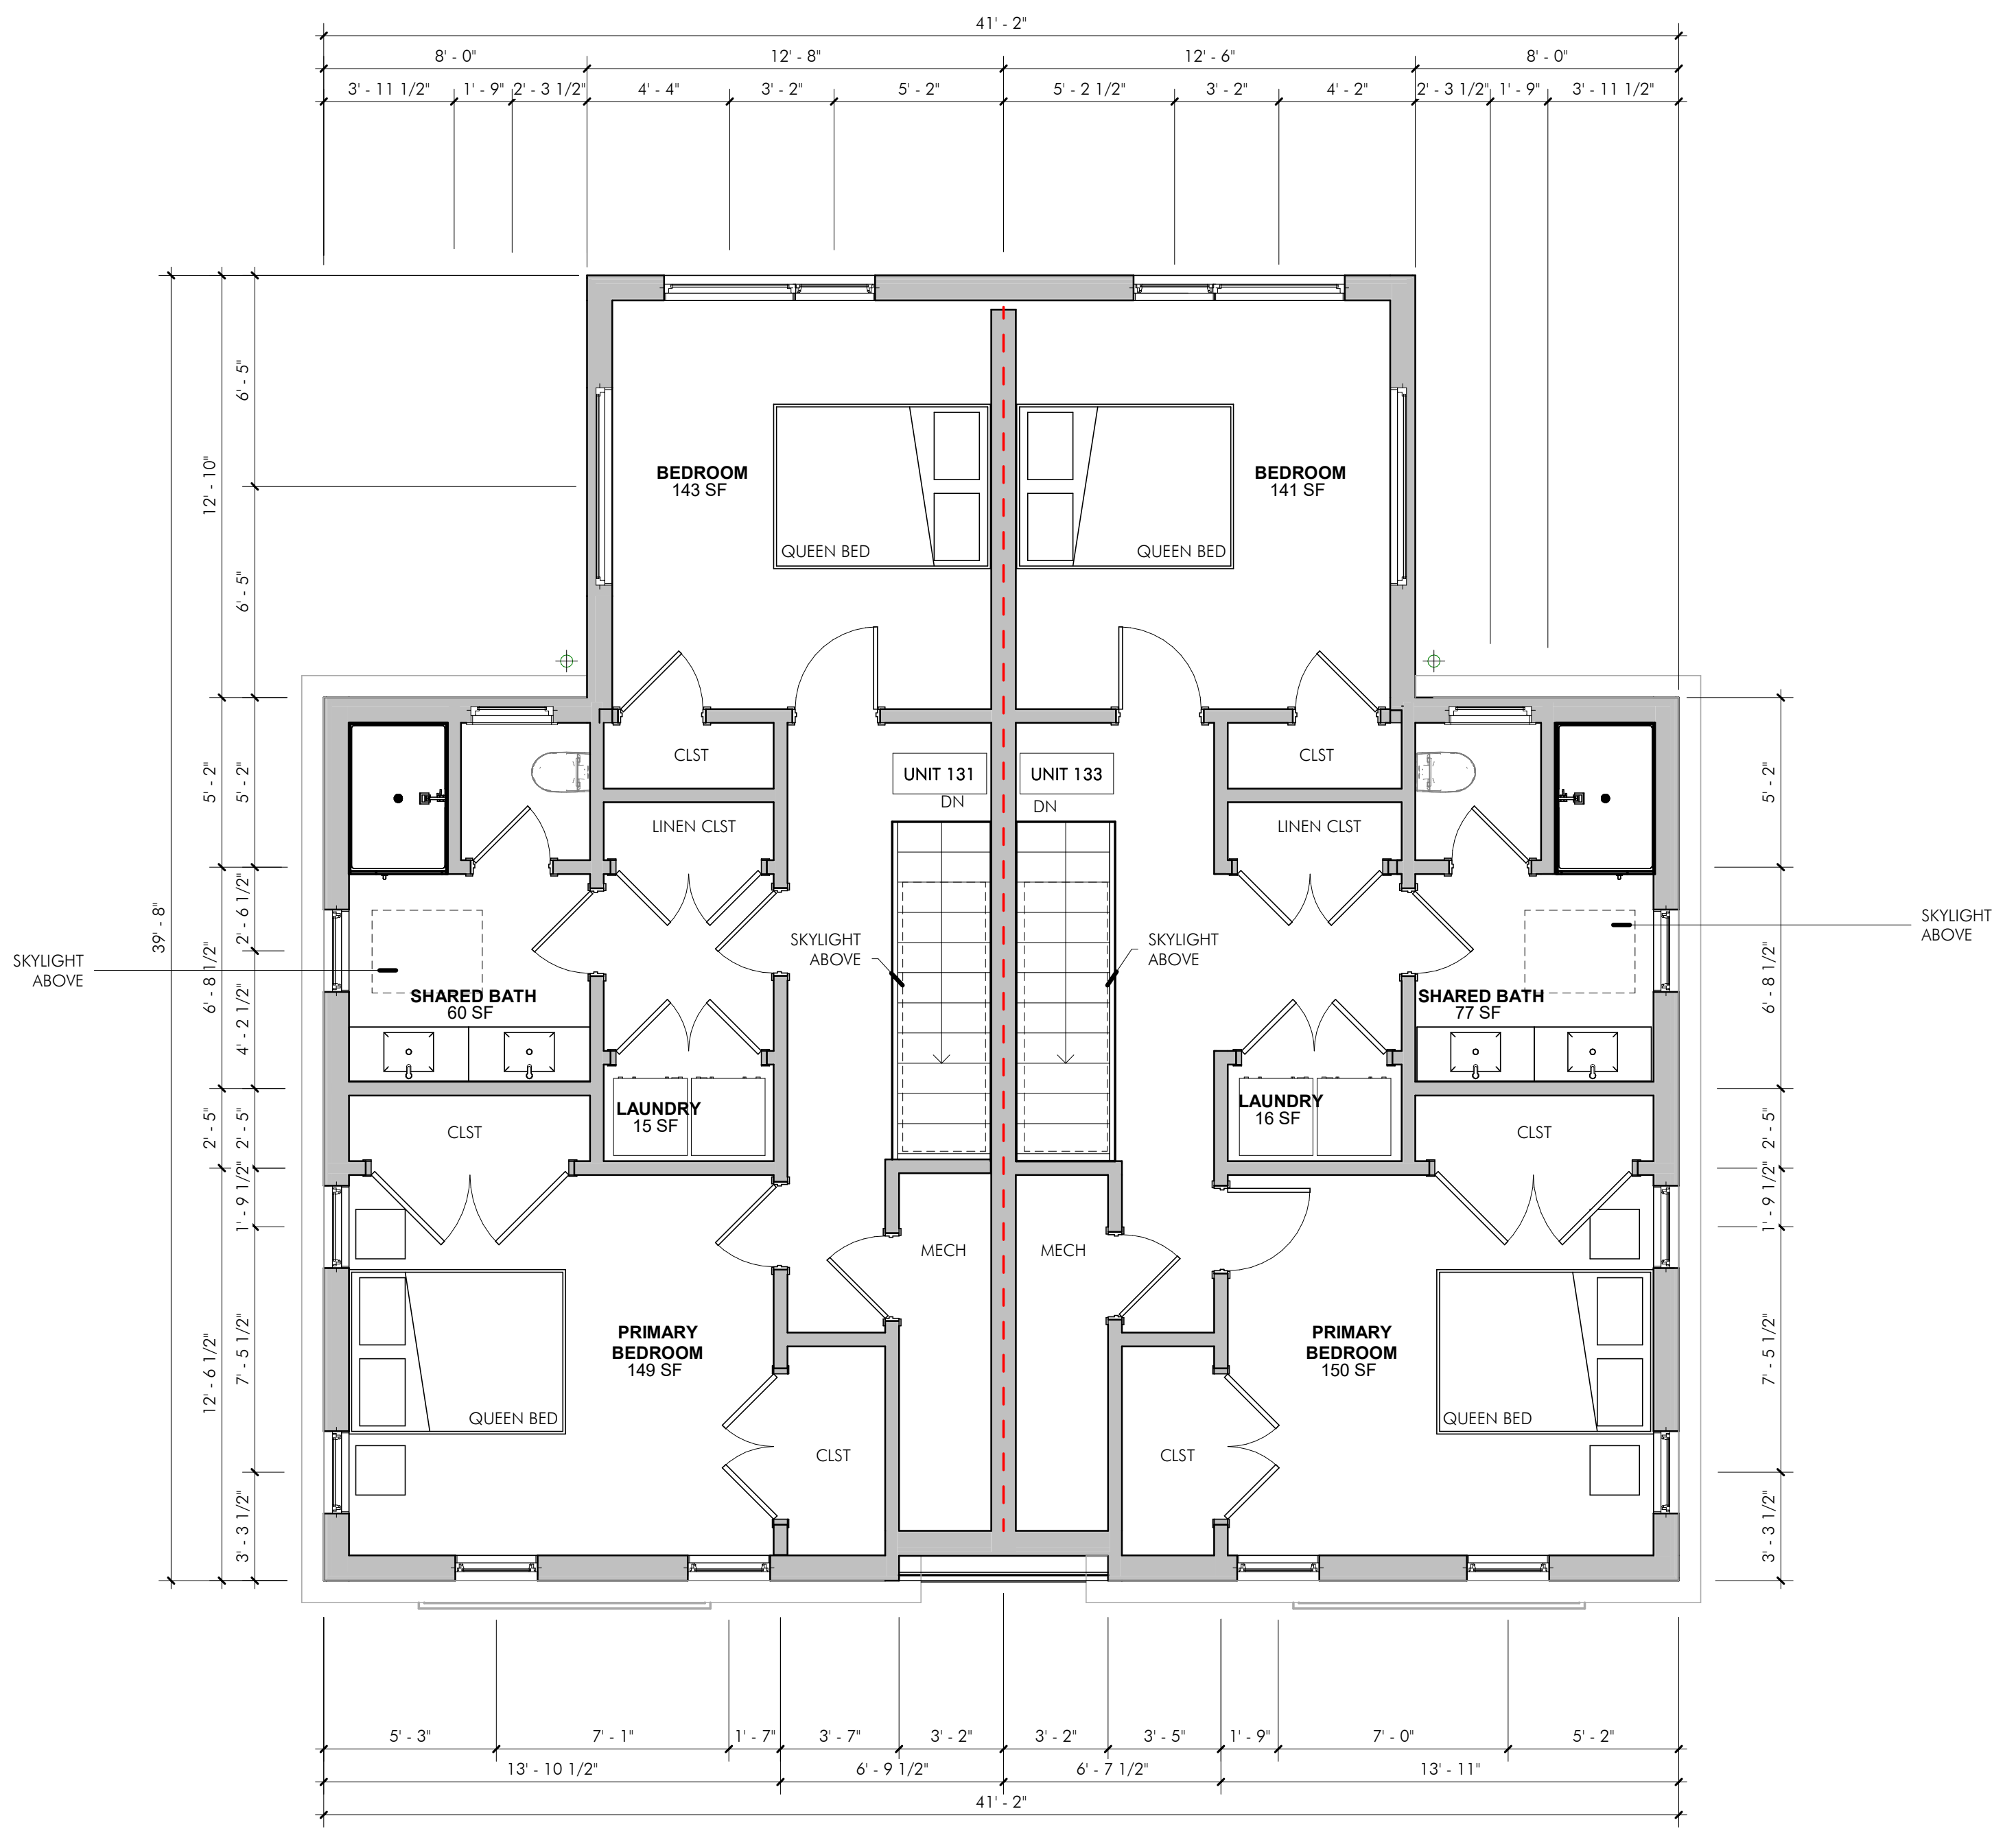 41' - 2"
8' - 0" 12' - 8" 12' - 6" 8' - 0"
3' - 11 1/2" 1' - 9" 2' - 3 1/2" 4' - 4" 3' - 2" 5' - 2" 5' - 2 1/2" 3' - 2" 4' - 2" 2' - 3 1/2" 1' - 9" 3' - 11 1/2"
39' - 8"
12' - 10"
5' - 2"
6' - 8 1/2"
2' - 5"
12' - 6 1/2"
6' - 5"
6' - 5"
5' - 2"
2' - 6 1/2"
4' - 2 1/2"
2' - 5"
1' - 9 1/2"
7' - 5 1/2"
3' - 3 1/2"
BEDROOM
143 SF
QUEEN BED
BEDROOM
141 SF
QUEEN BED
CLST
UNIT 131
DN
UNIT 133
DN
CLST
LINEN CLST
LINEN CLST
SKYLIGHT
ABOVE
SKYLIGHT
ABOVE
SKYLIGHT
ABOVE
SKYLIGHT
ABOVE
SHARED BATH
60 SF
SHARED BATH
77 SF
LAUNDRY
15 SF
LAUNDRY
16 SF
CLST
CLST
MECH
MECH
PRIMARY
BEDROOM
149 SF
QUEEN BED
PRIMARY
BEDROOM
150 SF
QUEEN BED
CLST
CLST
5' - 2"
6' - 8 1/2"
2' - 5"
1' - 9 1/2"
7' - 5 1/2"
3' - 3 1/2"
5' - 3" 7' - 1" 1' - 7" 3' - 7" 3' - 2" 3' - 2" 3' - 5" 1' - 9" 7' - 0" 5' - 2"
13' - 10 1/2" 6' - 9 1/2" 6' - 7 1/2" 13' - 11"
41' - 2"